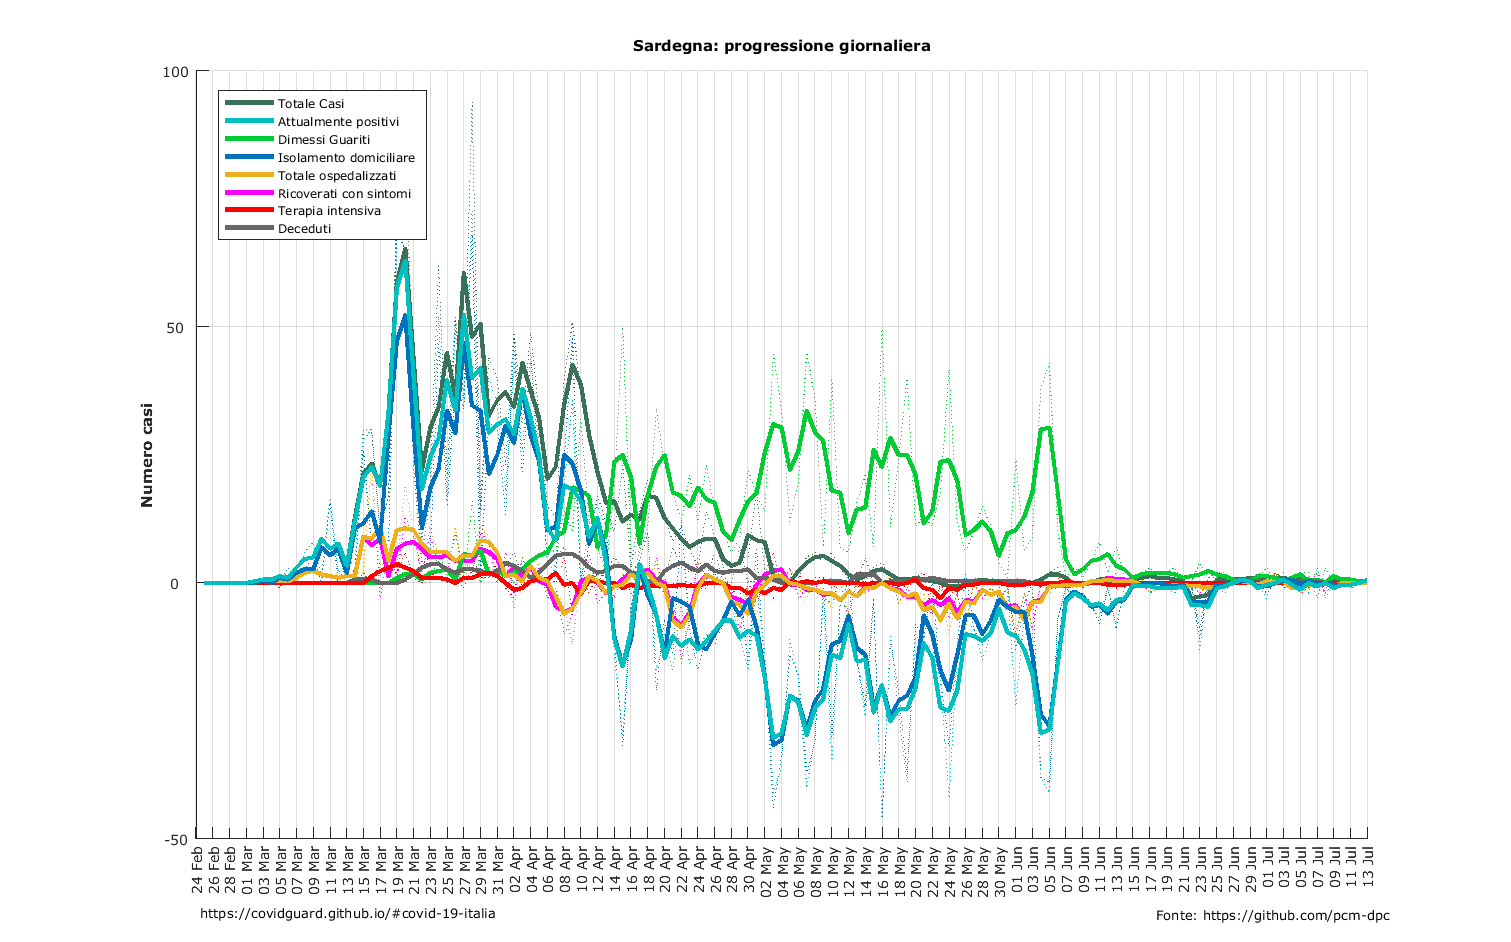 Sardegna: progressione giornaliera
100
50
0
-50
Numero casi
Totale Casi
Attualmente positivi
Dimessi Guariti
Isolamento domiciliare
Totale ospedalizzati
Ricoverati con sintomi
Terapia intensiva
Deceduti
24 Feb
26 Feb
28 Feb
01 Mar
03 Mar
05 Mar
07 Mar
09 Mar
11 Mar
13 Mar
15 Mar
17 Mar
19 Mar
21 Mar
23 Mar
25 Mar
27 Mar
29 Mar
31 Mar
02 Apr
04 Apr
06 Apr
08 Apr
10 Apr
12 Apr
14 Apr
16 Apr
18 Apr
20 Apr
22 Apr
24 Apr
26 Apr
28 Apr
30 Apr
02 May
04 May
06 May
08 May
10 May
12 May
14 May
16 May
18 May
20 May
22 May
24 May
26 May
28 May
30 May
01 Jun
03 Jun
05 Jun
07 Jun
09 Jun
11 Jun
13 Jun
15 Jun
17 Jun
19 Jun
21 Jun
23 Jun
25 Jun
27 Jun
29 Jun
01 Jul
03 Jul
05 Jul
07 Jul
09 Jul
11 Jul
13 Jul
https://covidguard.github.io/#covid-19-italia
Fonte: https://github.com/pcm-dpc